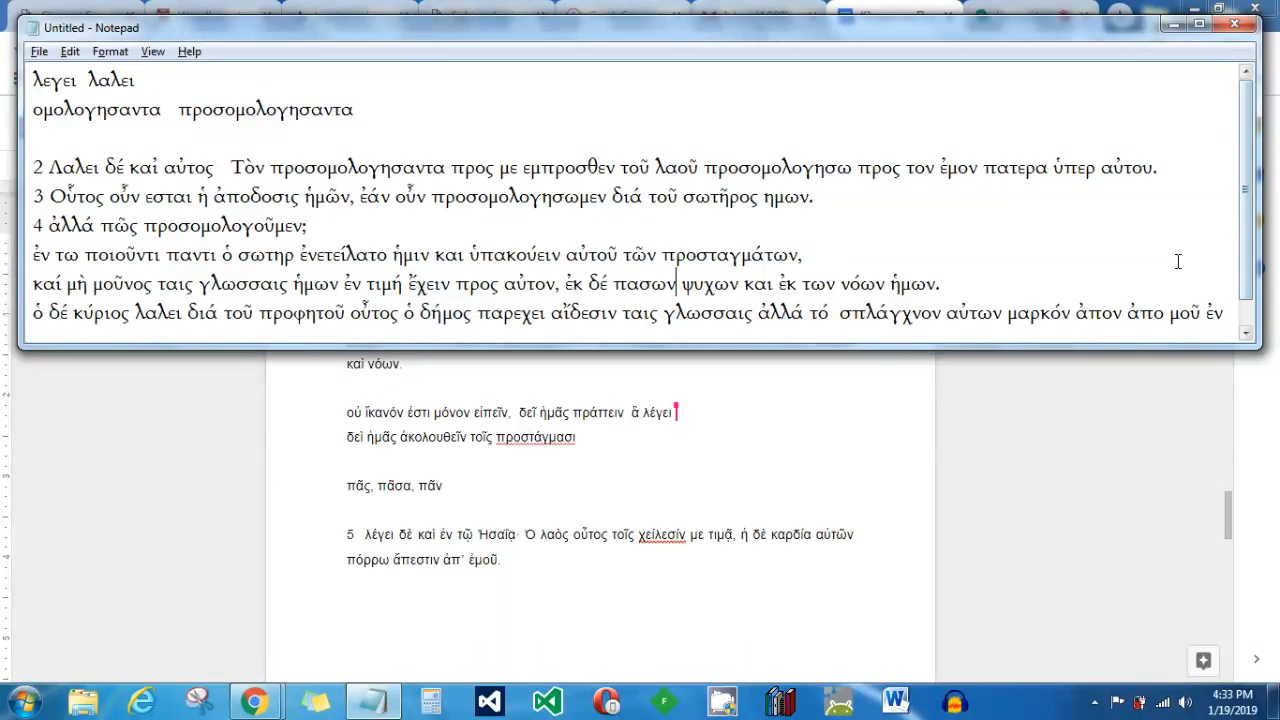 Untitled - Notepad
File Edit Format View Help
λεγει λαλει
ομολογησαντα προσομολογησαντα
2 Λαλει δέ καἰ αὐτος Τὸν προσομολογησαντα προς με εμπροσθεν τοῦ λαοῦ προσομολογησω προς τον ἐμον πατερα ὑπερ αὐτου.
3 Οὗτος οὖν εσται ἡ ἀποδοσις ἡμῶν, ἐάν οὖν προσομολογησωμεν διά τοῦ σωτῆρος ημων.
4 ἀλλά πῶς προσομολογοῦμεν;
ἐν τω ποιοῦντι παντι ὁ σωτηρ ἐνετείλατο ἡμιν και ὑπακούειν αὐτοῦ τῶν προσταγμάτων,
καί μὴ μοῦνος ταις γλωσσαις ἡμων ἐν τιμή ἔχειν προς αὐτον, ἐκ δέ πασων ψυχων και ἐκ των νόων ἡμων.
ὁ δέ κύριος λαλει διά τοῦ προφητοῦ οὗτος ὁ δήμος παρεχει αἴδεσιν ταις γλωσσαις ἀλλά τό σπλάγχνον αὐτων μαρκόν ἀπον ἀπο μοῦ ἐν
καὶ νόων.
οὐ ἵκανόν ἐστι μόνον εἰπεῖν, δεῖ ἡμᾶς πράττειν ἃ λέγει
δεὶ ἡμᾶς ἀκολουθεῖν τοῖς προστάγμασι
πᾶς, πᾶσα, πᾶν
5 λέγει δὲ καὶ ἐν τῷ Ἠσαΐᾳ· Ὁ λαὸς οὗτος τοῖς χείλεσίν με τιμᾷ, ἡ δὲ καρδία αὐτῶν
πόρρω ἄπεστιν ἀπ’ ἐμοῦ.
4:33 PM
1/19/2019